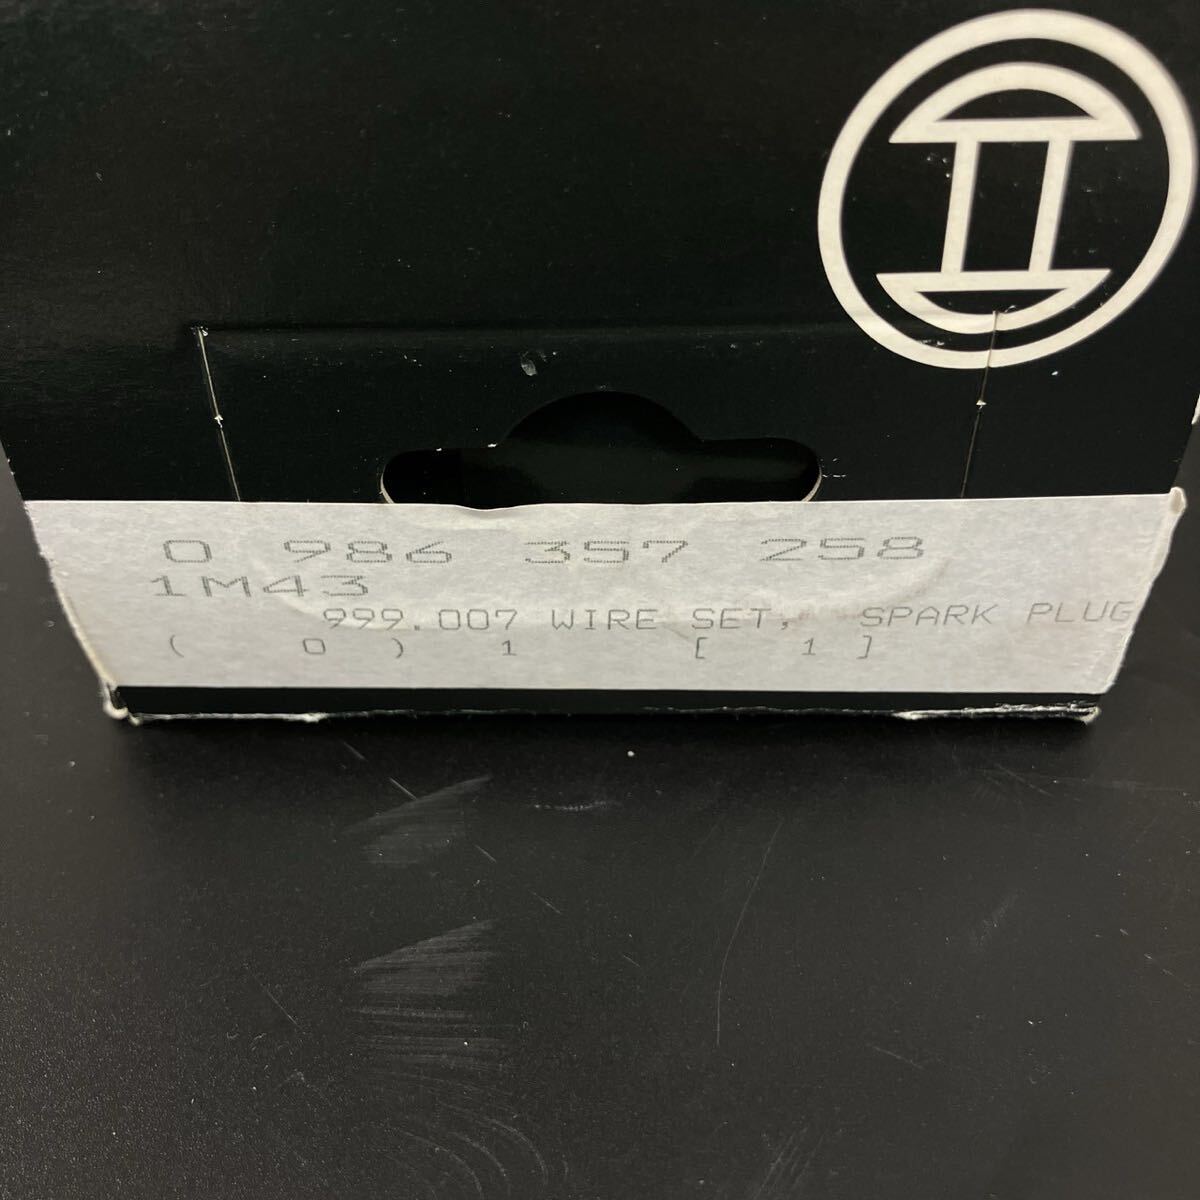 0 986 357 258
1M43
999.007 WIRE SET, SPARK PLUG
( 0 ) 1 [ 1 ]